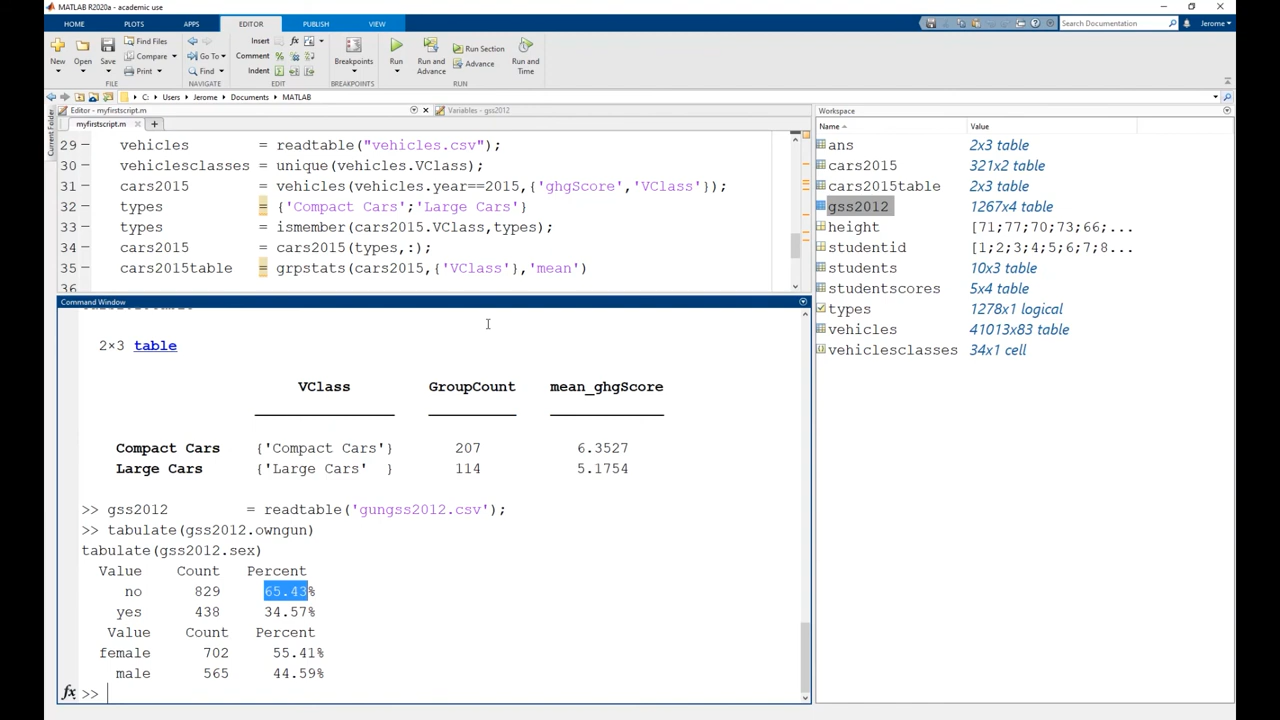 MATLAB R2020a - academic use
HOME PLOTS APPS EDITOR PUBLISH VIEW Search Documentation Jerome
New Open Save Find Files Compare Print Go To Find Insert Comment Indent fx Breakpoints Run Run and Advance Run Section Advance Run and Time
FILE NAVIGATE EDIT BREAKPOINTS RUN
C: Users Jerome Documents MATLAB
Current Folder
Editor - myfirstscript.m Variables - gss2012
myfirstscript.m +
29 - vehicles = readtable("vehicles.csv");
30 - vehiclesclasses = unique(vehicles.VClass);
31 - cars2015 = vehicles(vehicles.year==2015,{'ghgScore','VClass'});
32 - types = {'Compact Cars';'Large Cars'}
33 - types = ismember(cars2015.VClass,types);
34 - cars2015 = cars2015(types,:);
35 - cars2015table = grpstats(cars2015,{'VClass'},'mean')
36
Command Window
2×3 table
VClass GroupCount mean_ghgScore
Compact Cars {'Compact Cars'} 207 6.3527
Large Cars {'Large Cars' } 114 5.1754
>> gss2012 = readtable('gungss2012.csv');
>> tabulate(gss2012.owngun)
tabulate(gss2012.sex)
Value Count Percent
no 829 65.43%
yes 438 34.57%
Value Count Percent
female 702 55.41%
male 565 44.59%
fx >>
Workspace
Name Value
ans 2x3 table
cars2015 321x2 table
cars2015table 2x3 table
gss2012 1267x4 table
height [71;77;70;73;66;...
studentid [1;2;3;4;5;6;7;8...
students 10x3 table
studentscores 5x4 table
types 1278x1 logical
vehicles 41013x83 table
vehiclesclasses 34x1 cell